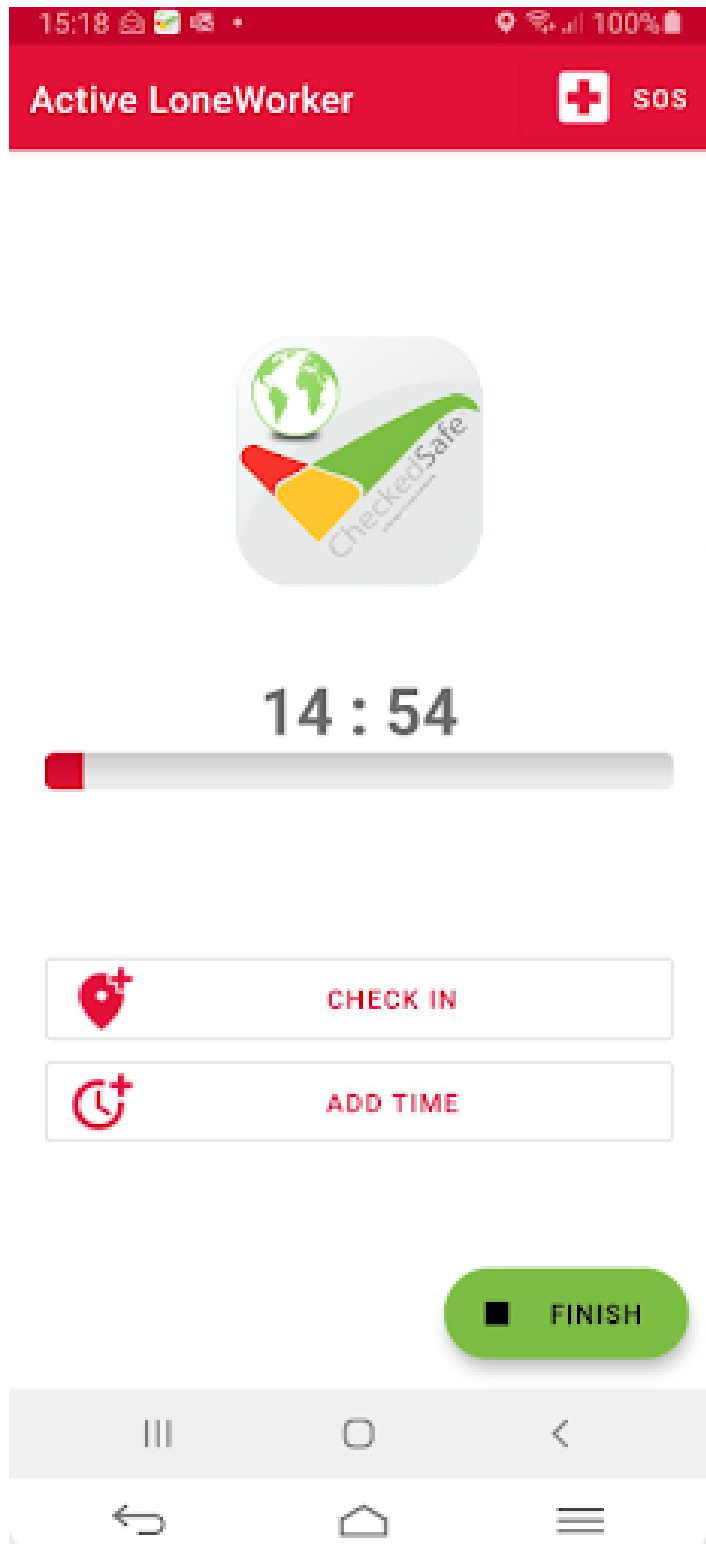 15:18 100%
Active LoneWorker SOS
CheckedSafe
14 : 54
CHECK IN
ADD TIME
FINISH